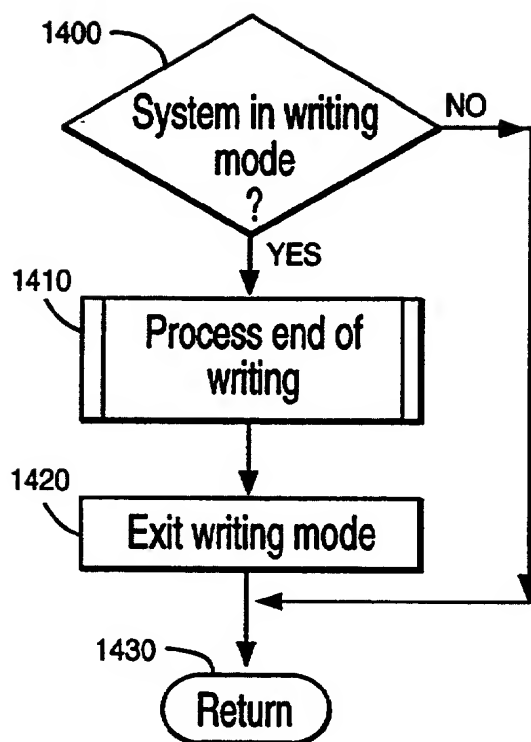 1400
System in writing
mode
?
NO
YES
1410
Process end of
writing
1420
Exit writing mode
1430
Return